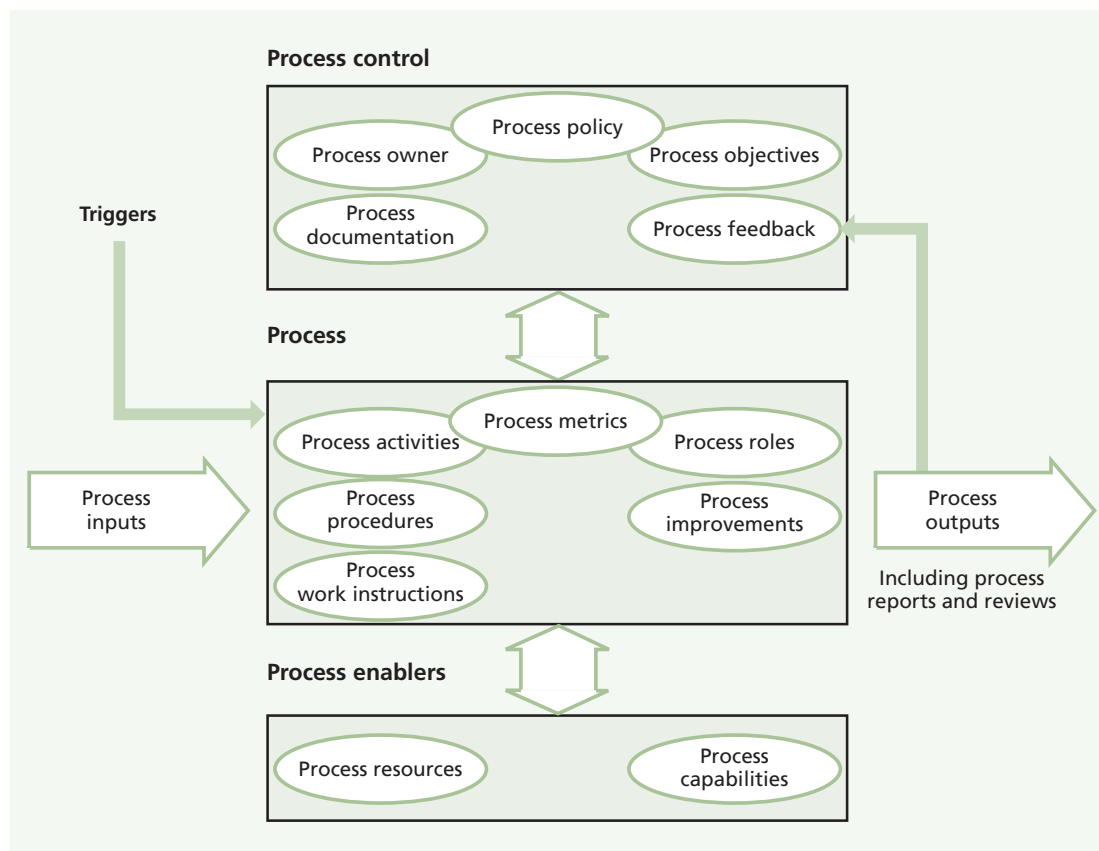 Process control
Process policy
Process owner
Process objectives
Process
documentation
Process feedback
Triggers
Process
Process metrics
Process activities
Process roles
Process
procedures
Process
improvements
Process
work instructions
Process
inputs
Process
outputs
Including process
reports and reviews
Process enablers
Process resources
Process
capabilities